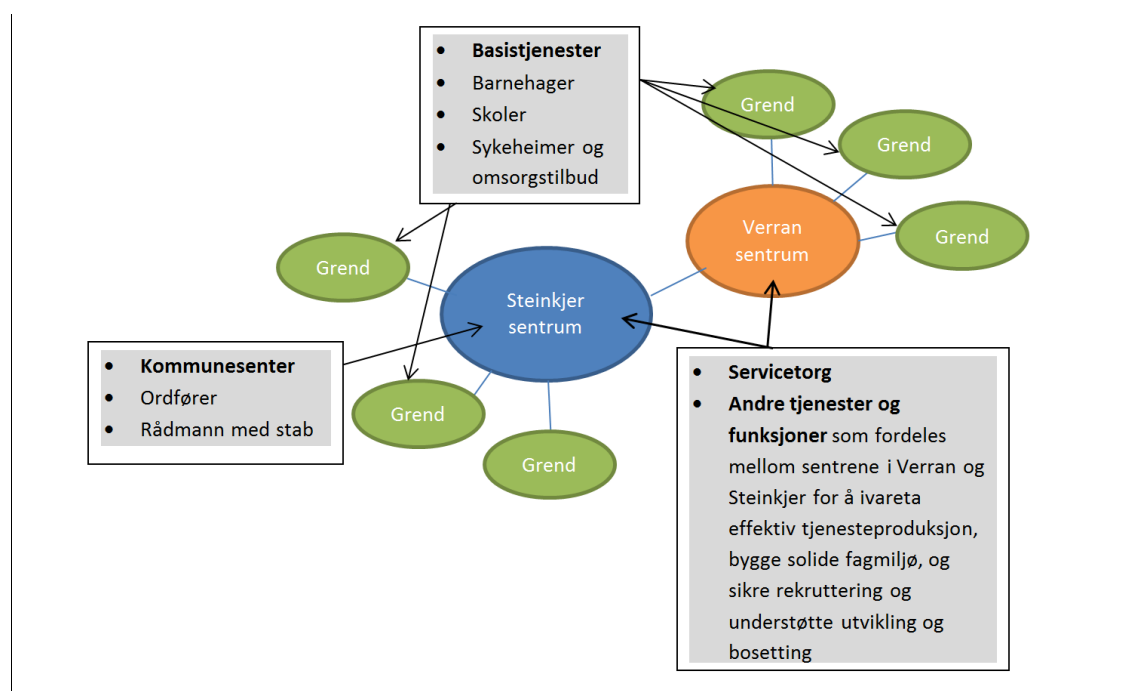 • Basistjenester
• Barnehager
• Skoler
• Sykeheimer og
omsorgstilbud
Grend
Grend
Grend
Verran
sentrum
Grend
Steinkjer
sentrum
Grend
Grend
• Kommunesenter
• Ordfører
• Rådmann med stab
• Servicetorg
• Andre tjenester og
funksjoner som fordeles
mellom sentrene i Verran og
Steinkjer for å ivareta
effektiv tjenesteproduksjon,
bygge solide fagmiljø, og
sikre rekruttering og
understøtte utvikling og
bosetting